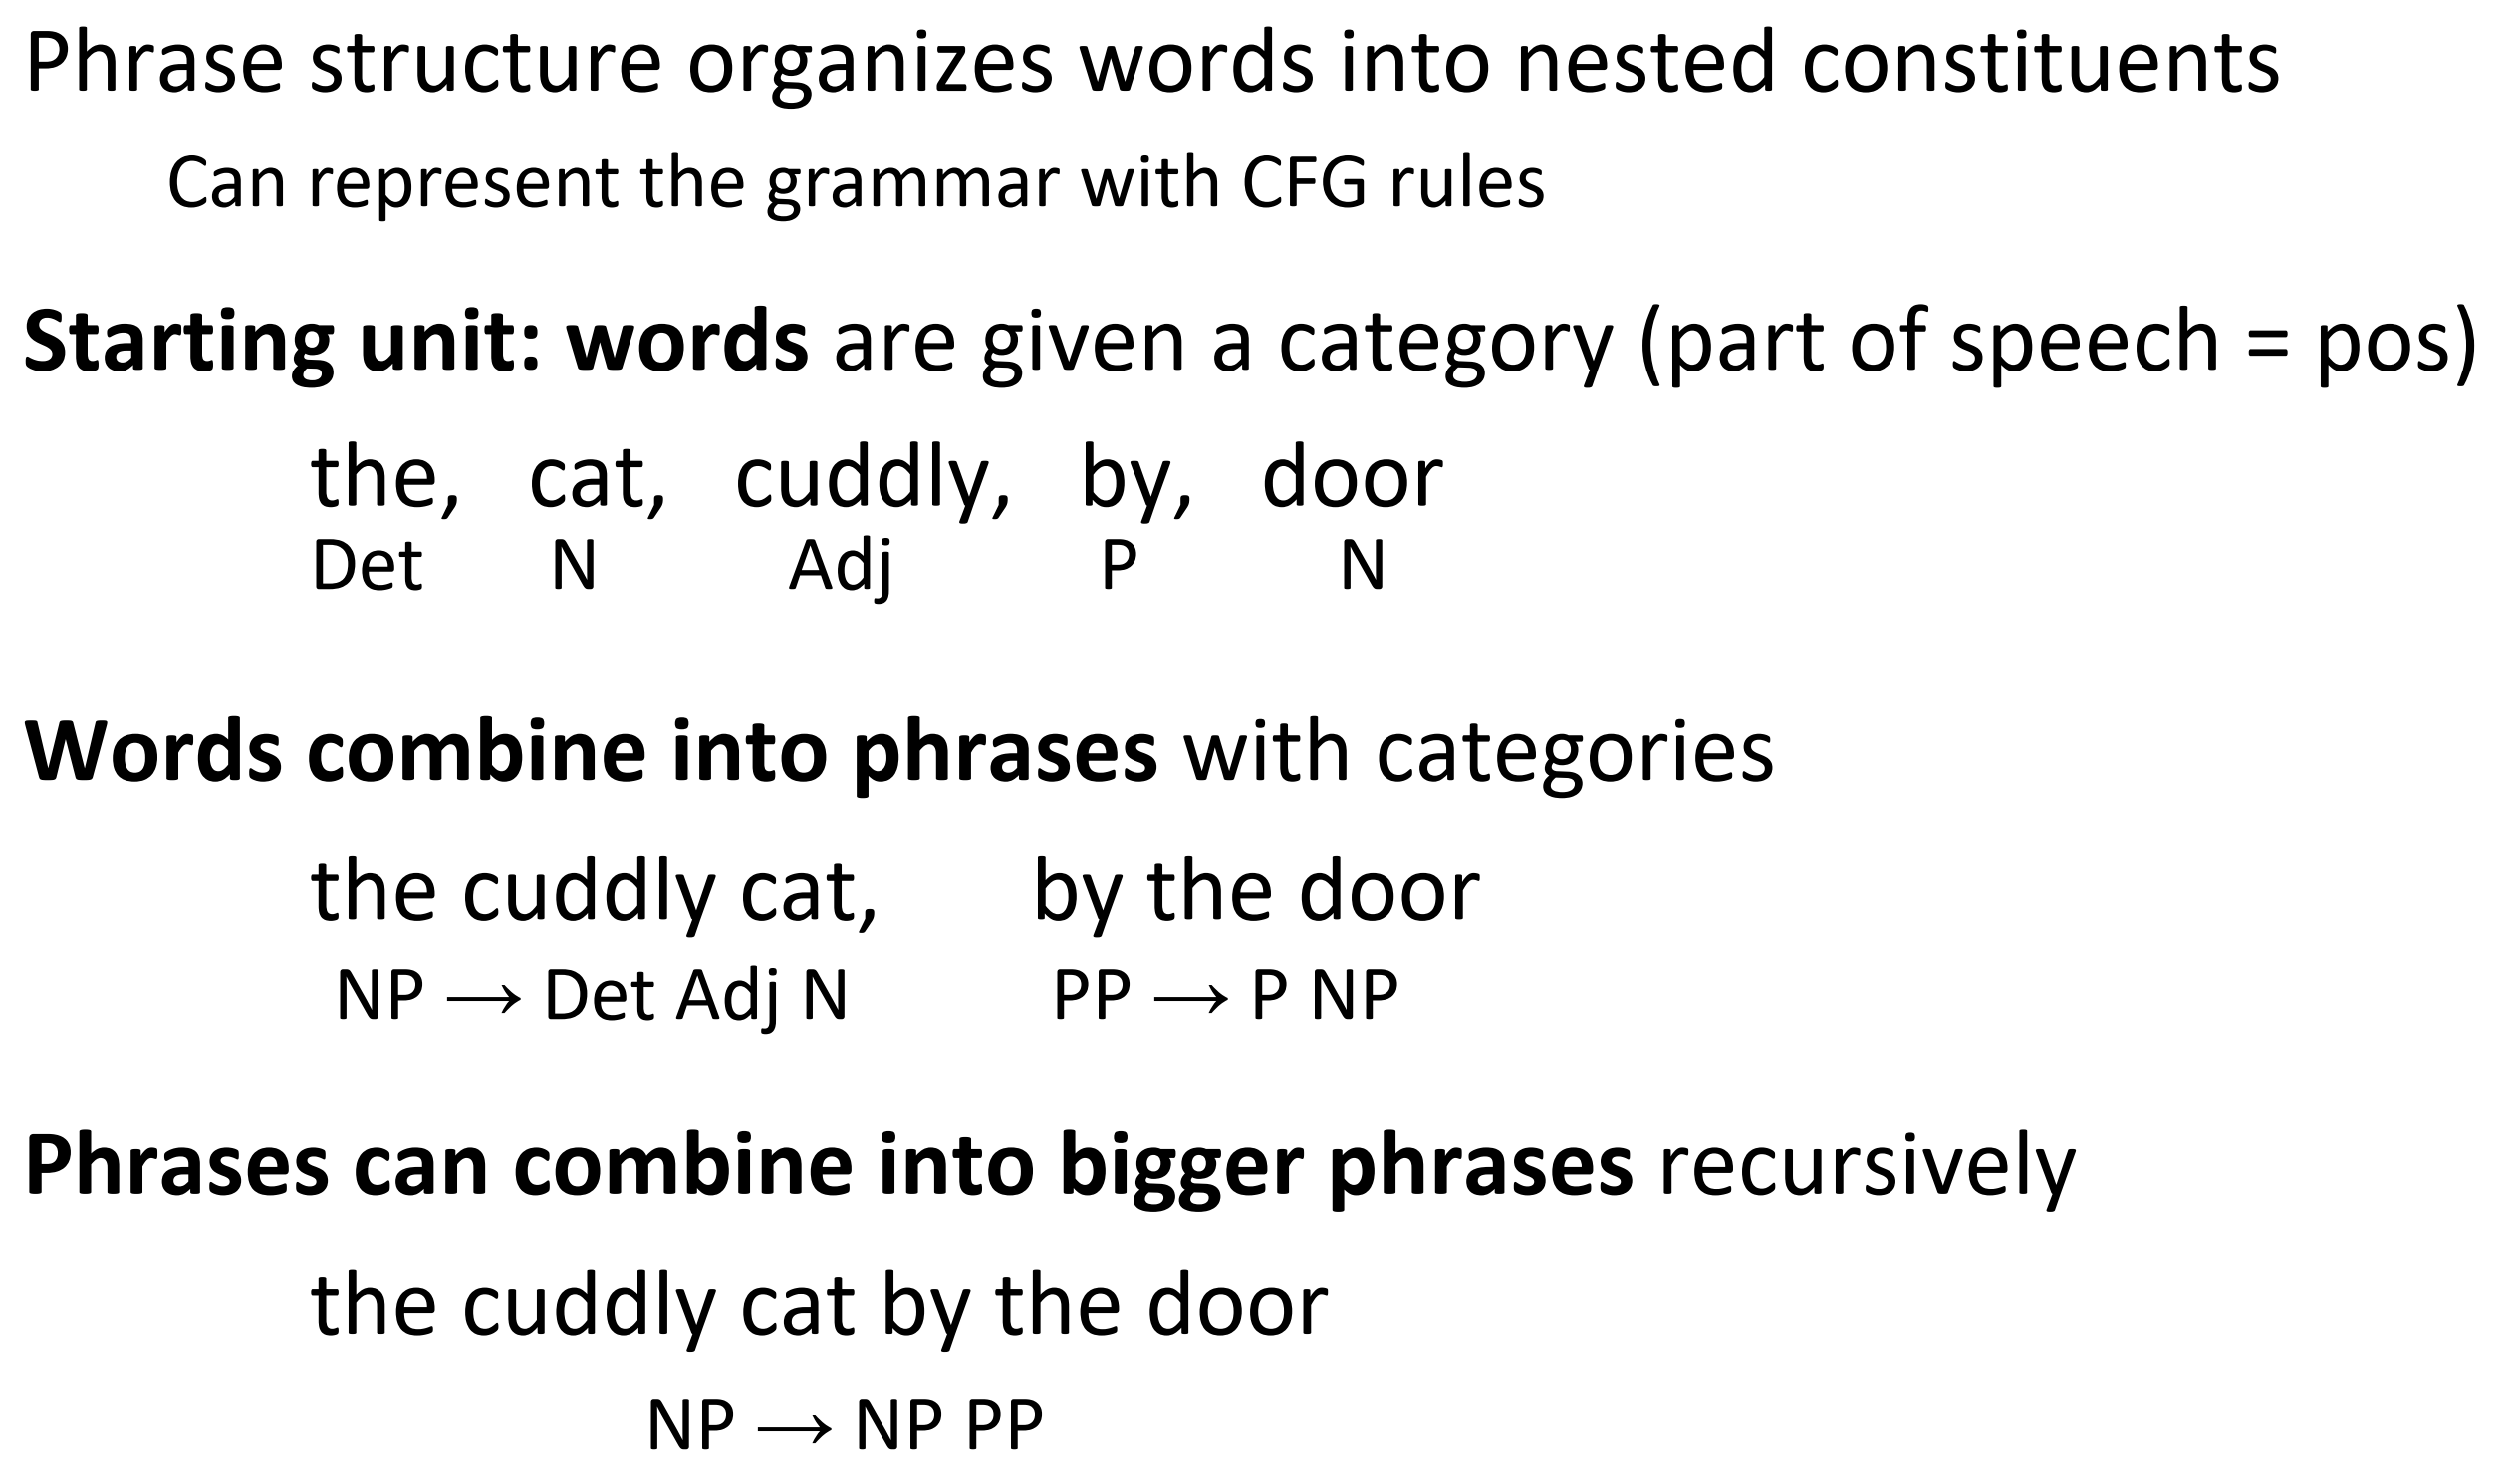 Phrase structure organizes words into nested constituents
Can represent the grammar with CFG rules
Starting unit: words are given a category (part of speech = pos)
the, cat, cuddly, by, door
Det N Adj P N
Words combine into phrases with categories
the cuddly cat, by the door
NP ⟶ Det Adj N PP ⟶ P NP
Phrases can combine into bigger phrases recursively
the cuddly cat by the door
NP ⟶ NP PP